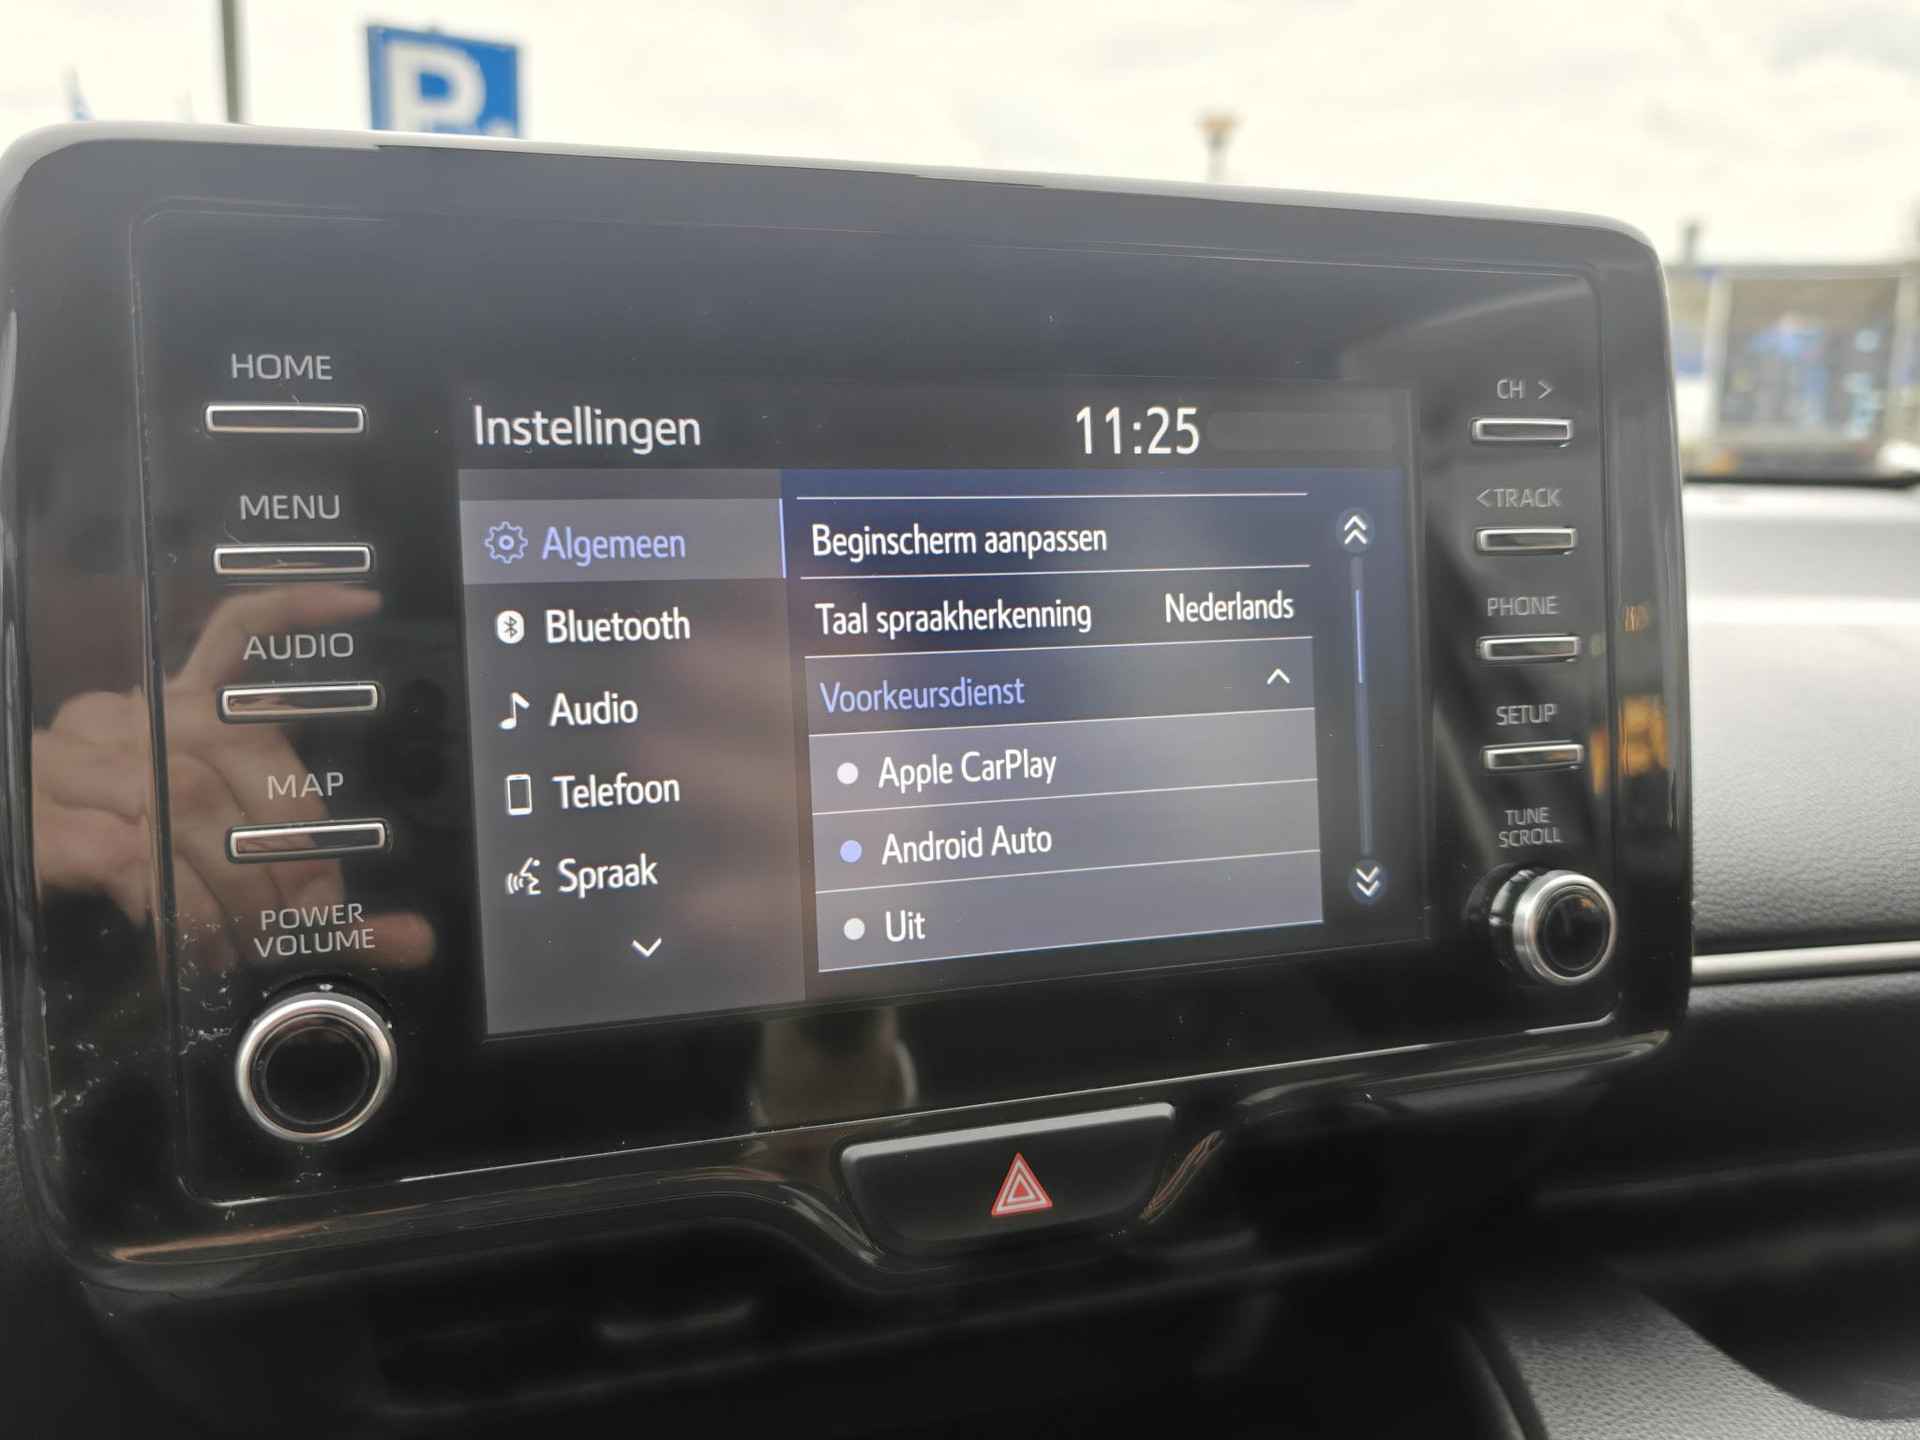 P
HOME
MENU
AUDIO
MAP
POWER
VOLUME
Instellingen
11:25
Algemeen
Bluetooth
Audio
Telefoon
Spraak
Beginscherm aanpassen
Taal spraakherkenning Nederlands
Voorkeursdienst
Apple CarPlay
Android Auto
Uit
CH >
<TRACK
PHONE
SETUP
TUNE
SCROLL